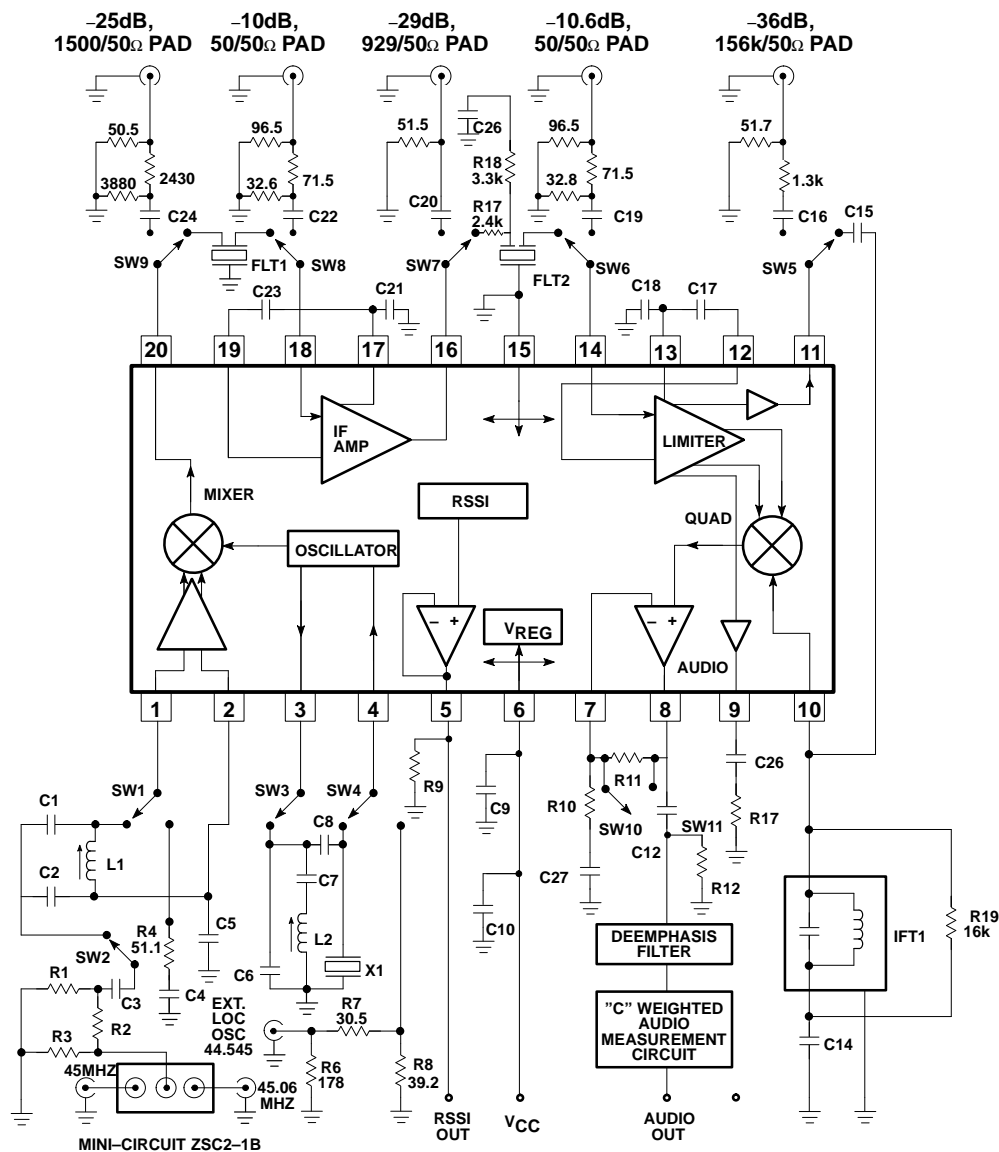 –25dB,
1500/50Ω PAD
–10dB,
50/50Ω PAD
–29dB,
929/50Ω PAD
–10.6dB,
50/50Ω PAD
–36dB,
156k/50Ω PAD
50.5
2430
3880
C24
96.5
71.5
32.6
C22
51.5
C26
R18
3.3k
C20
R17
2.4k
96.5
71.5
32.8
C19
51.7
1.3k
C16
C15
SW9
FLT1
SW8
SW7
FLT2
SW6
SW5
C23
C21
C18
C17
20
19
18
17
16
15
14
13
12
11
IF
AMP
LIMITER
MIXER
RSSI
QUAD
OSCILLATOR
– +
VREG
– +
AUDIO
1
2
3
4
5
6
7
8
9
10
SW1
C1
L1
C2
C5
R4
51.1
SW2
C4
R1
C3
R2
R3
SW3
SW4
C8
C7
L2
C6
X1
R9
C9
C10
R10
R11
SW10
C27
C12
SW11
R12
C26
R17
IFT1
R19
16k
C14
DEEMPHASIS
FILTER
"C" WEIGHTED
AUDIO
MEASUREMENT
CIRCUIT
EXT.
LOC
OSC
44.545
R7
30.5
R6
178
R8
39.2
45MHZ
45.06
MHZ
RSSI
OUT
VCC
AUDIO
OUT
MINI–CIRCUIT ZSC2–1B